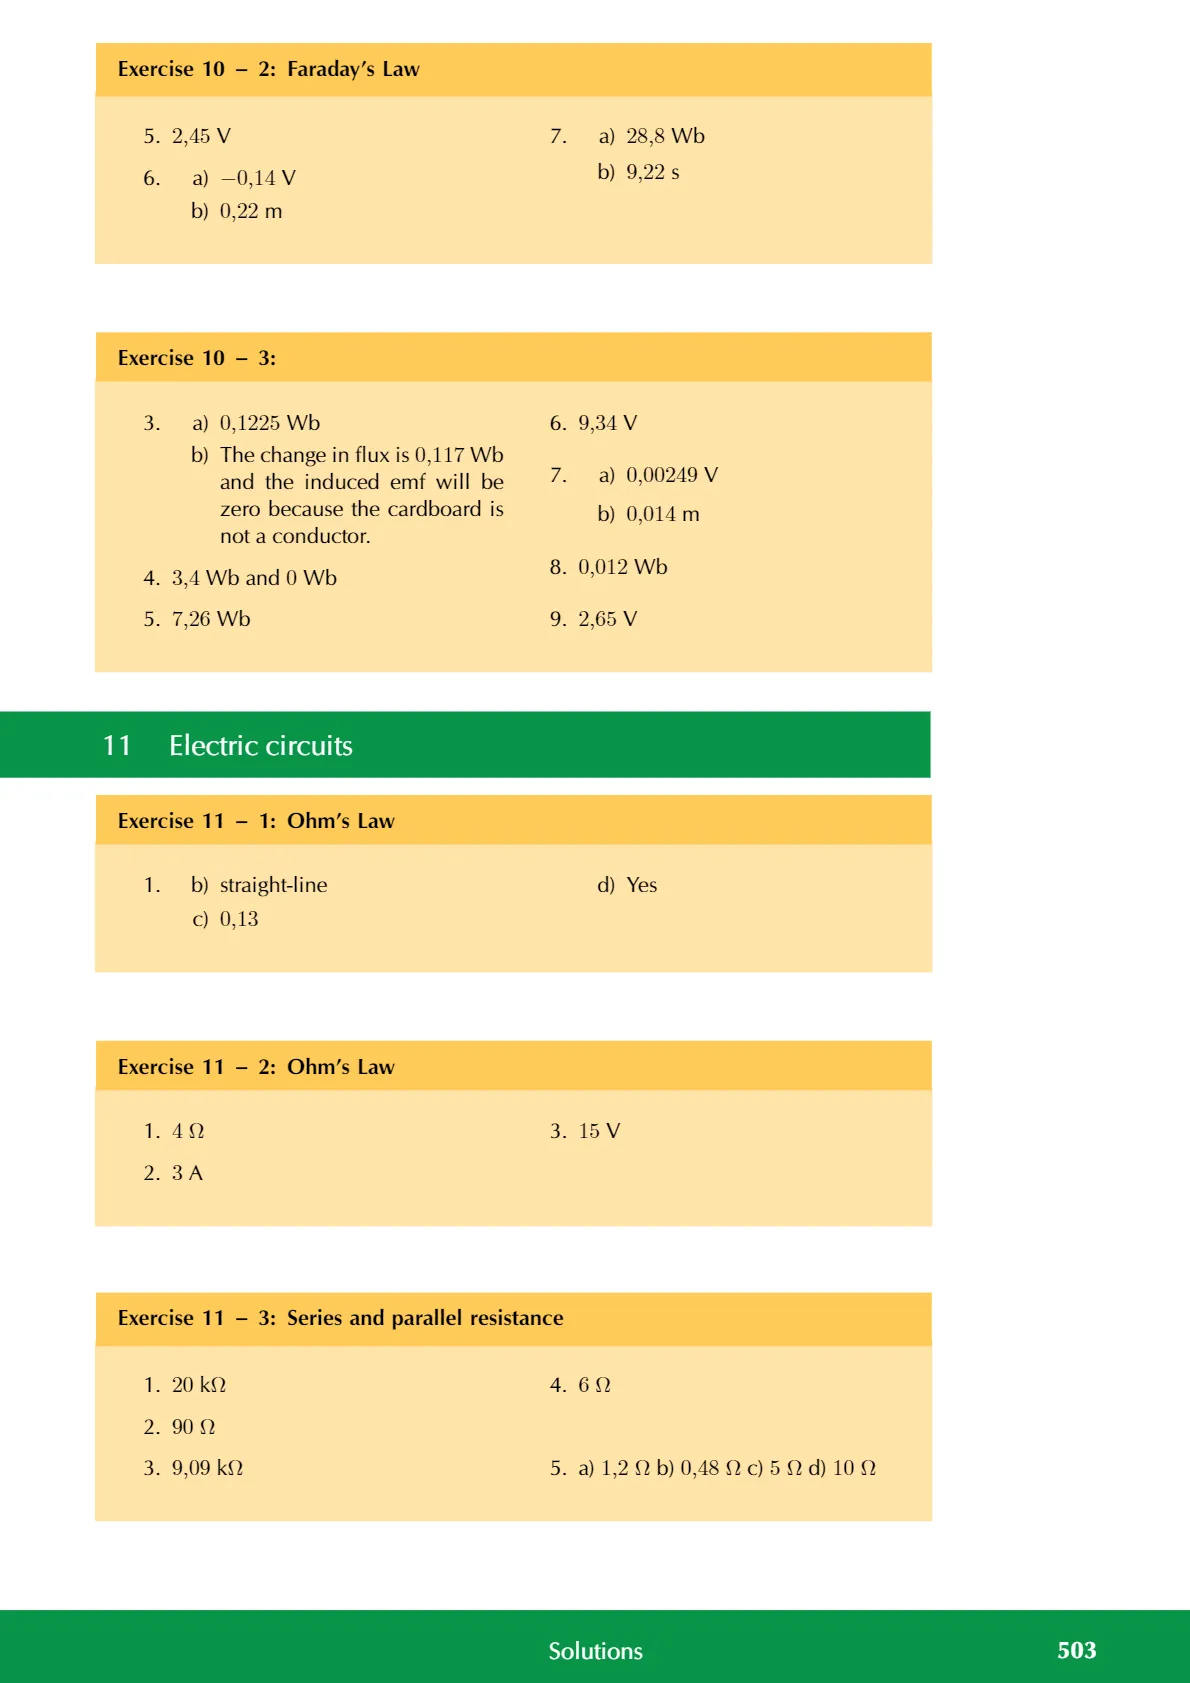 Exercise 10 – 2: Faraday’s Law
5. 2,45 V
6. a) −0,14 V
b) 0,22 m
7. a) 28,8 Wb
b) 9,22 s
Exercise 10 – 3:
3. a) 0,1225 Wb
b) The change in flux is 0,117 Wb
and the induced emf will be
zero because the cardboard is
not a conductor.
4. 3,4 Wb and 0 Wb
5. 7,26 Wb
6. 9,34 V
7. a) 0,00249 V
b) 0,014 m
8. 0,012 Wb
9. 2,65 V
11 Electric circuits
Exercise 11 – 1: Ohm’s Law
1. b) straight-line
c) 0,13
d) Yes
Exercise 11 – 2: Ohm’s Law
1. 4 Ω
2. 3 A
3. 15 V
Exercise 11 – 3: Series and parallel resistance
1. 20 kΩ
2. 90 Ω
3. 9,09 kΩ
4. 6 Ω
5. a) 1,2 Ω b) 0,48 Ω c) 5 Ω d) 10 Ω
Solutions 503